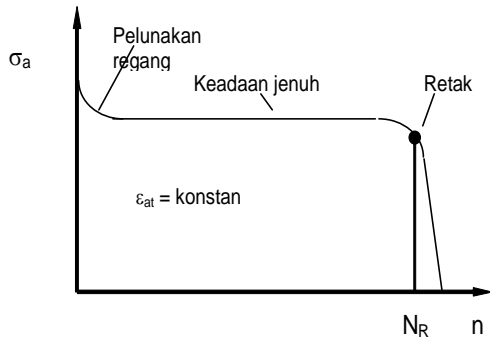 Pelunakan
regang
σa
Keadaan jenuh
Retak
εat = konstan
NR
n